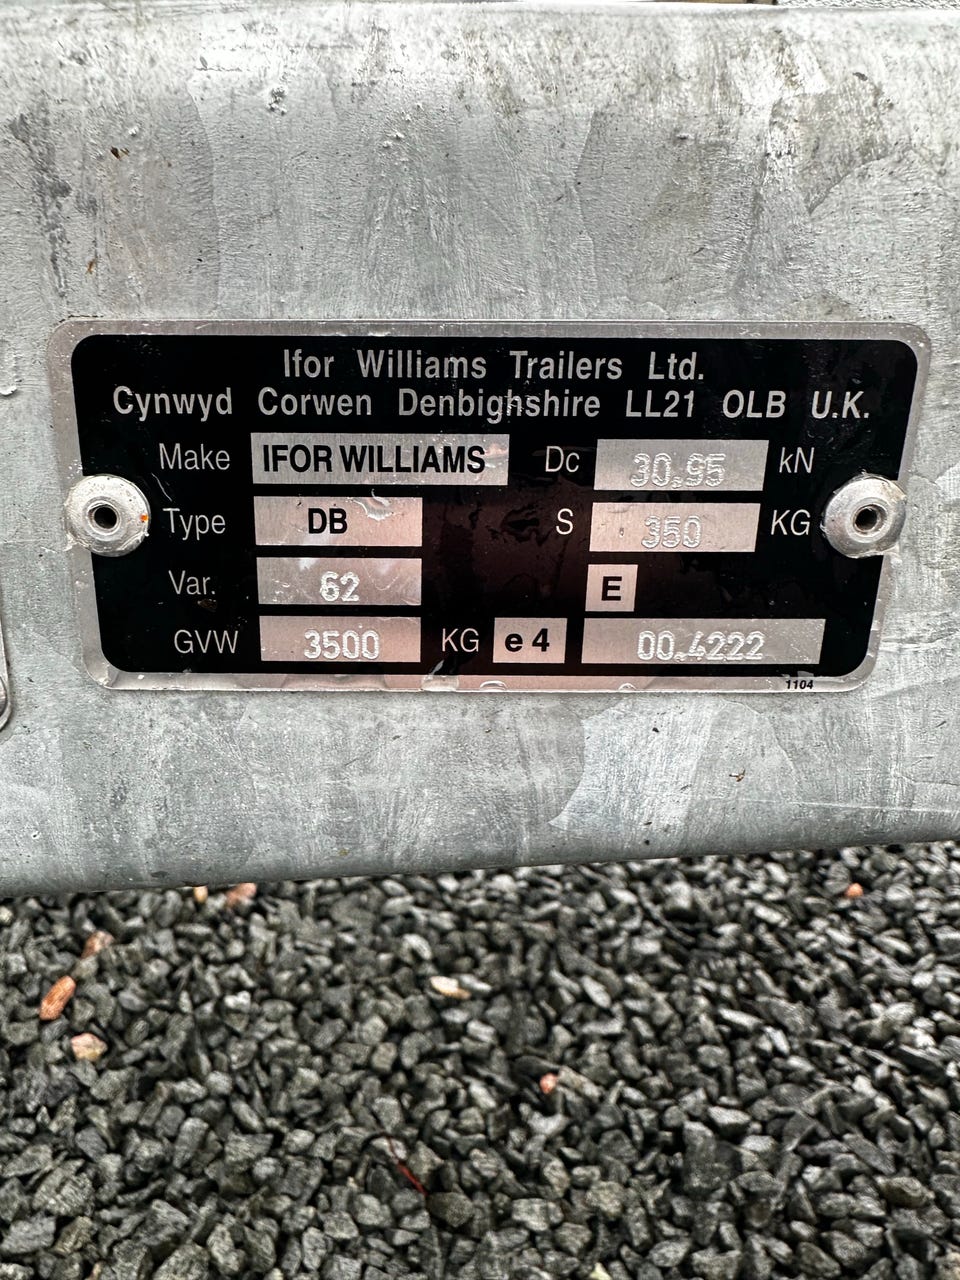 Ifor Williams Trailers Ltd.
Cynwyd Corwen Denbighshire LL21 OLB U.K.
Make IFOR WILLIAMS Dc 30.95 kN
Type DB S 350 KG
Var. 62 E
GVW 3500 KG e4 00.4222
1104